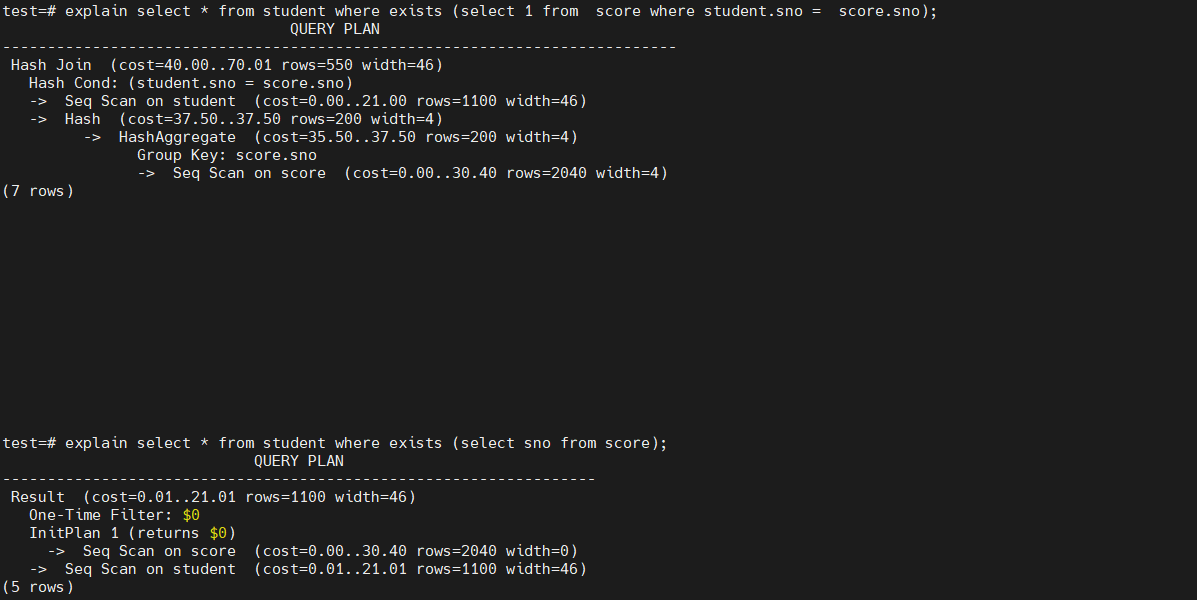 test=# explain select * from student where exists (select 1 from  score where student.sno =  score.sno);
                                QUERY PLAN
---------------------------------------------------------------------------
 Hash Join  (cost=40.00..70.01 rows=550 width=46)
   Hash Cond: (student.sno = score.sno)
   ->  Seq Scan on student  (cost=0.00..21.00 rows=1100 width=46)
   ->  Hash  (cost=37.50..37.50 rows=200 width=4)
         ->  HashAggregate  (cost=35.50..37.50 rows=200 width=4)
               Group Key: score.sno
               ->  Seq Scan on score  (cost=0.00..30.40 rows=2040 width=4)
(7 rows)
test=# explain select * from student where exists (select sno from score);
                            QUERY PLAN
------------------------------------------------------------------
 Result  (cost=0.01..21.01 rows=1100 width=46)
   One-Time Filter: $0
   InitPlan 1 (returns $0)
     ->  Seq Scan on score  (cost=0.00..30.40 rows=2040 width=0)
   ->  Seq Scan on student  (cost=0.01..21.01 rows=1100 width=46)
(5 rows)